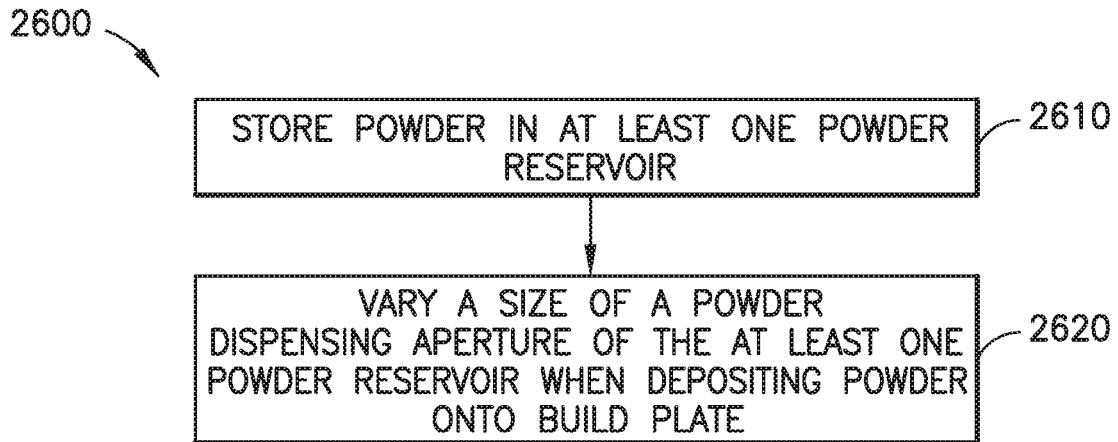 2600
STORE POWDER IN AT LEAST ONE POWDER
RESERVOIR
2610
VARY A SIZE OF A POWDER
DISPENSING APERTURE OF THE AT LEAST ONE
POWDER RESERVOIR WHEN DEPOSITING POWDER
ONTO BUILD PLATE
2620